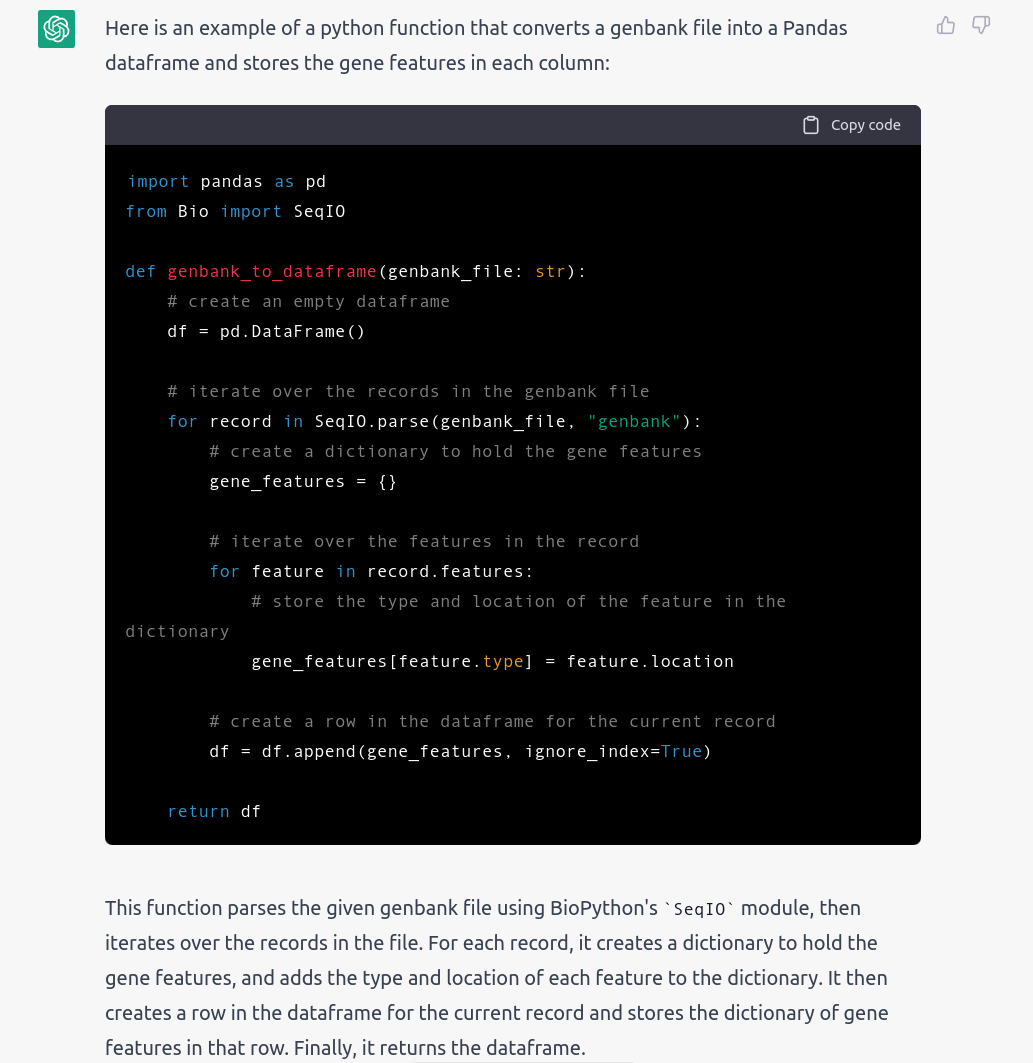 Here is an example of a python function that converts a genbank file into a Pandas
dataframe and stores the gene features in each column:
Copy code
import pandas as pd
from Bio import SeqIO
def genbank_to_dataframe(genbank_file: str):
    # create an empty dataframe
    df = pd.DataFrame()
    # iterate over the records in the genbank file
    for record in SeqIO.parse(genbank_file, "genbank"):
        # create a dictionary to hold the gene features
        gene_features = {}
        # iterate over the features in the record
        for feature in record.features:
            # store the type and location of the feature in the
dictionary
            gene_features[feature.type] = feature.location
        # create a row in the dataframe for the current record
        df = df.append(gene_features, ignore_index=True)
    return df
This function parses the given genbank file using BioPython's `SeqIO` module, then
iterates over the records in the file. For each record, it creates a dictionary to hold the
gene features, and adds the type and location of each feature to the dictionary. It then
creates a row in the dataframe for the current record and stores the dictionary of gene
features in that row. Finally, it returns the dataframe.